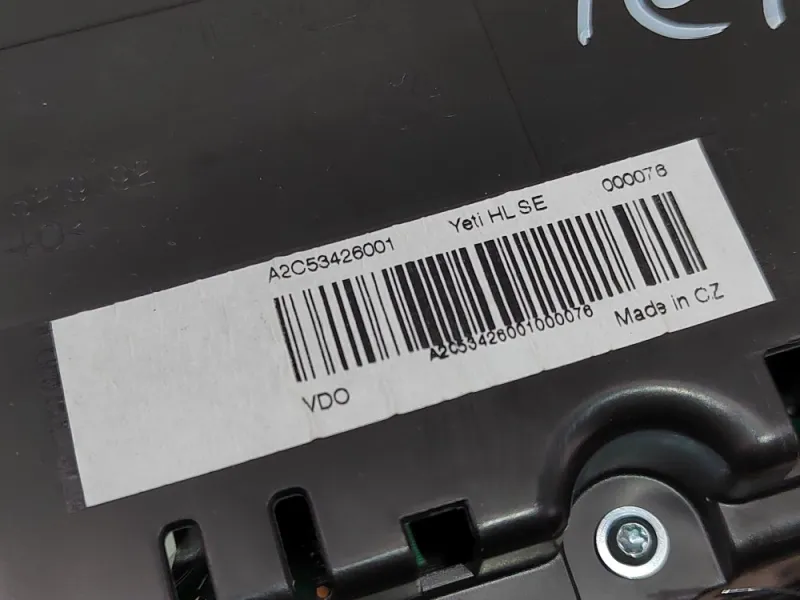 A2C53426001 Yeti HL SE 000076
A2C53426001000076
VDO Made in CZ